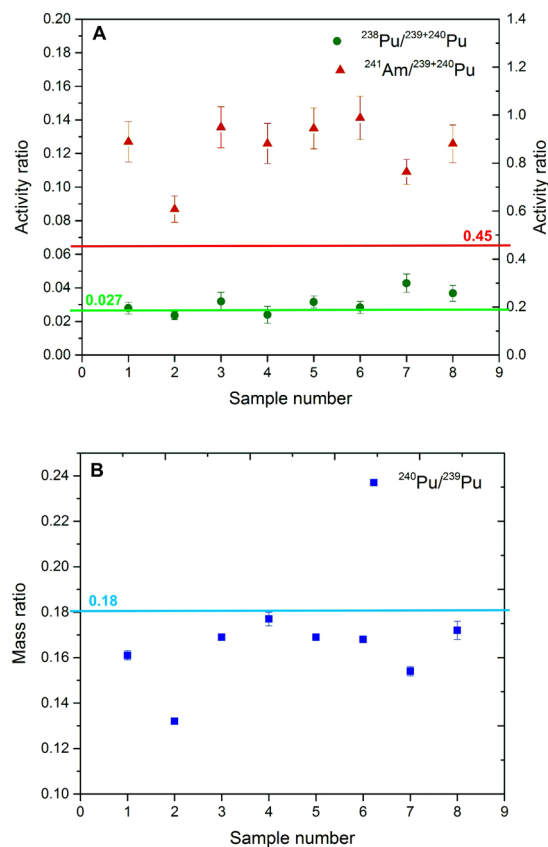 A
²³⁸Pu/²³⁹⁺²⁴⁰Pu
²⁴¹Am/²³⁹⁺²⁴⁰Pu
0.20
0.18
0.16
0.14
0.12
0.10
0.08
0.06
0.04
0.02
0.00
Activity ratio
1.4
1.2
1.0
0.8
0.6
0.4
0.2
0.0
Activity ratio
0.45
0.027
0 1 2 3 4 5 6 7 8 9
Sample number
B
²⁴⁰Pu/²³⁹Pu
0.24
0.22
0.20
0.18
0.16
0.14
0.12
0.10
Mass ratio
0.18
0 1 2 3 4 5 6 7 8 9
Sample number